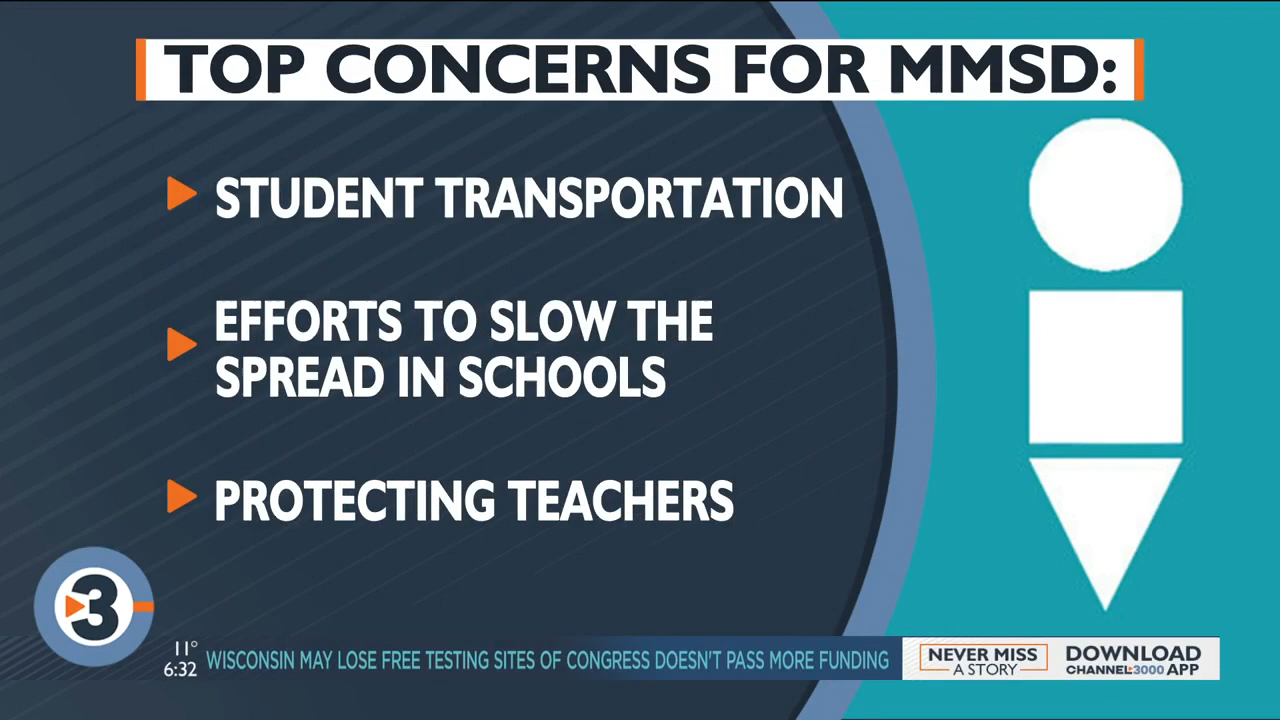 TOP CONCERNS FOR MMSD:
STUDENT TRANSPORTATION
EFFORTS TO SLOW THE
SPREAD IN SCHOOLS
PROTECTING TEACHERS
3
11°
6:32
WISCONSIN MAY LOSE FREE TESTING SITES OF CONGRESS DOESN'T PASS MORE FUNDING
NEVER MISS
A STORY
DOWNLOAD
CHANNEL3000 APP